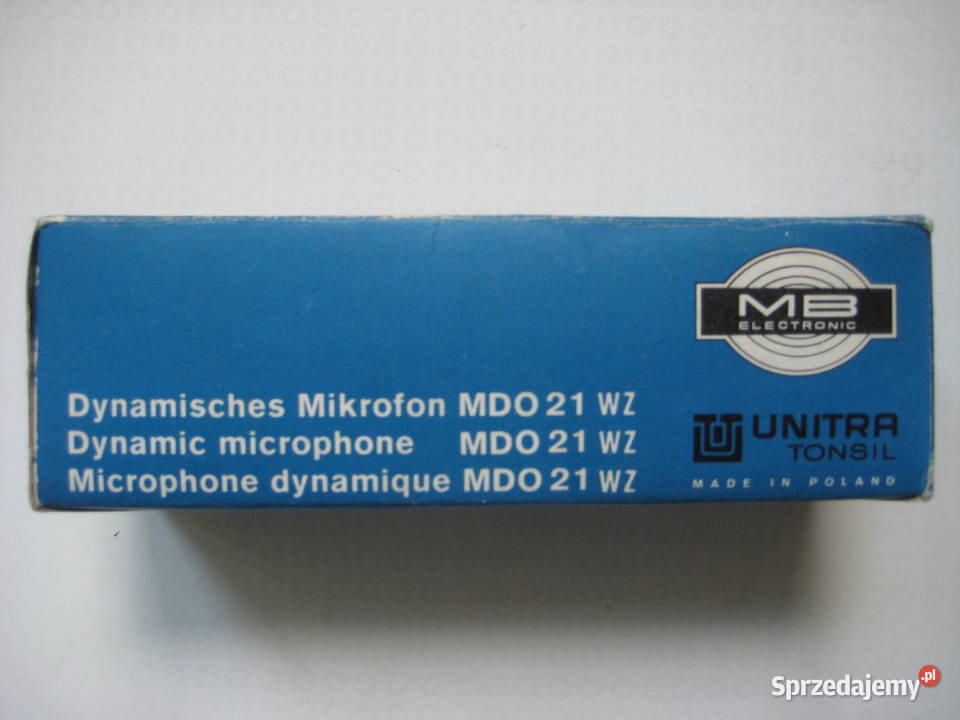 MB
ELECTRONIC
Dynamisches Mikrofon MDO 21 WZ
Dynamic microphone MDO 21 WZ
Microphone dynamique MDO 21 WZ
UNITRA
TONSIL
MADE IN POLAND
Sprzedajemy.pl